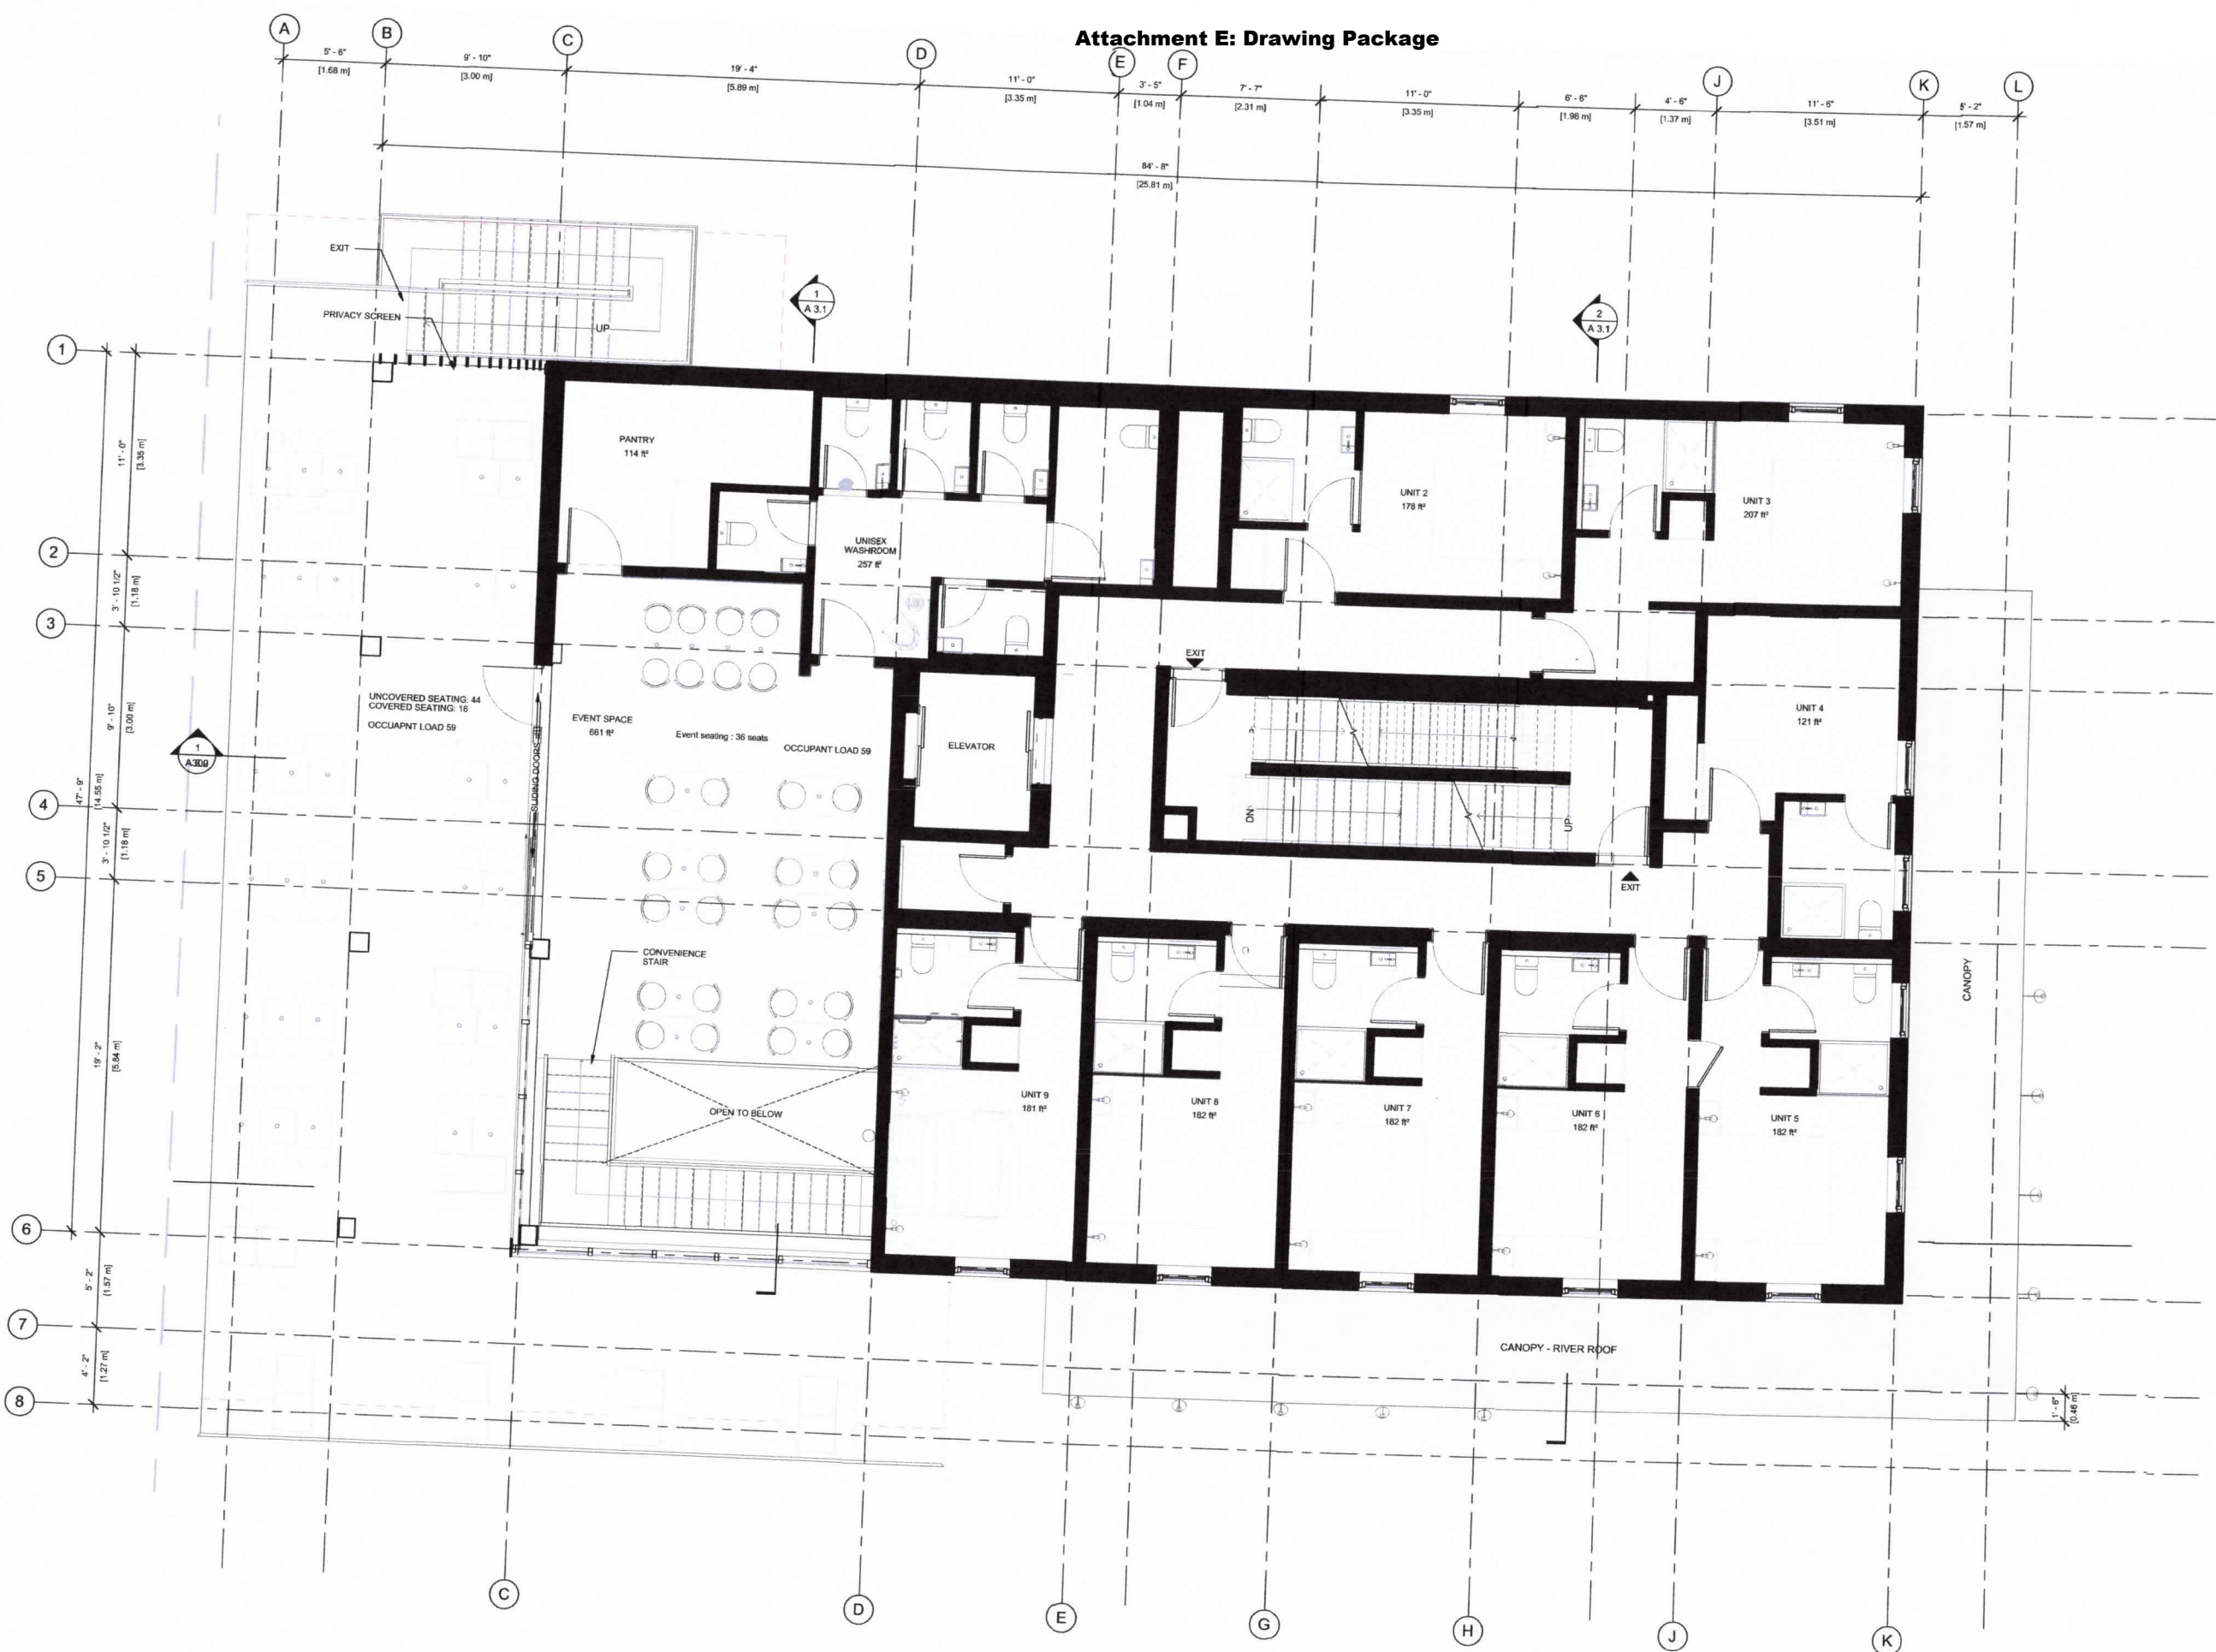 Attachment E: Drawing Package
A
B
C
D
E
F
J
K
L
5' - 6"
[1.68 m]
9' - 10"
[3.00 m]
19' - 4"
[5.89 m]
11' - 0"
[3.35 m]
3' - 5"
[1.04 m]
7' - 7"
[2.31 m]
11' - 0"
[3.35 m]
6' - 6"
[1.98 m]
4' - 6"
[1.37 m]
11' - 6"
[3.51 m]
5' - 2"
[1.57 m]
84' - 8"
[25.81 m]
EXIT
PRIVACY SCREEN
UP
1
A 3.1
2
A 3.1
1
2
3
4
5
6
7
8
11' - 0"
[3.35 m]
3' - 10 1/2"
[1.18 m]
9' - 10"
[3.00 m]
47' - 9"
[14.55 m]
3' - 10 1/2"
[1.18 m]
19' - 2"
[5.84 m]
5' - 2"
[1.57 m]
4' - 2"
[1.27 m]
PANTRY
114 ft²
UNISEX
WASHROOM
257 ft²
UNIT 2
178 ft²
UNIT 3
207 ft²
UNCOVERED SEATING: 44
COVERED SEATING: 16
OCCUAPNT LOAD 59
1
SLIDING DOORS
EVENT SPACE
661 ft²
Event seating : 36 seats
OCCUPANT LOAD 59
ELEVATOR
EXIT
UNIT 4
121 ft²
DN
UP
EXIT
CONVENIENCE
STAIR
OPEN TO BELOW
UNIT 9
181 ft²
UNIT 8
182 ft²
UNIT 7
182 ft²
UNIT 6
182 ft²
UNIT 5
182 ft²
CANOPY
CANOPY - RIVER ROOF
1' - 6"
[0.46 m]
C
D
E
G
H
J
K